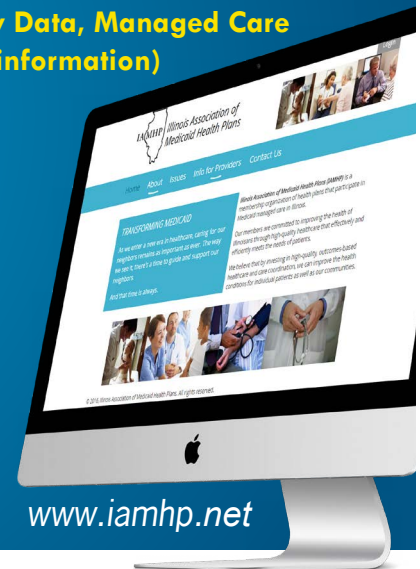 y Data, Managed Care
information)
Login
IAMHP
Illinois Association of
Medicaid Health Plans
Home About Issues Info for Providers Contact Us
TRANSFORMING MEDICAID
As we enter a new era in healthcare, caring for our
neighbors remains as important as ever. The way
we see it, there's a time to guide and support our
neighbors.
And that time is always.
Illinois Association of Medicaid Health Plans (IAMHP) is a
membership organization of health plans that participate in
Medicaid managed care in Illinois.
Our members are committed to improving the health of
Illinoisans through high-quality healthcare that effectively and
efficiently meets the needs of patients.
We believe that by investing in high-quality, outcomes-based
healthcare and care coordination, we can improve the health
conditions for individual patients as well as our communities.
© 2016, Illinois Association of Medicaid Health Plans. All rights reserved.
www.iamhp.net